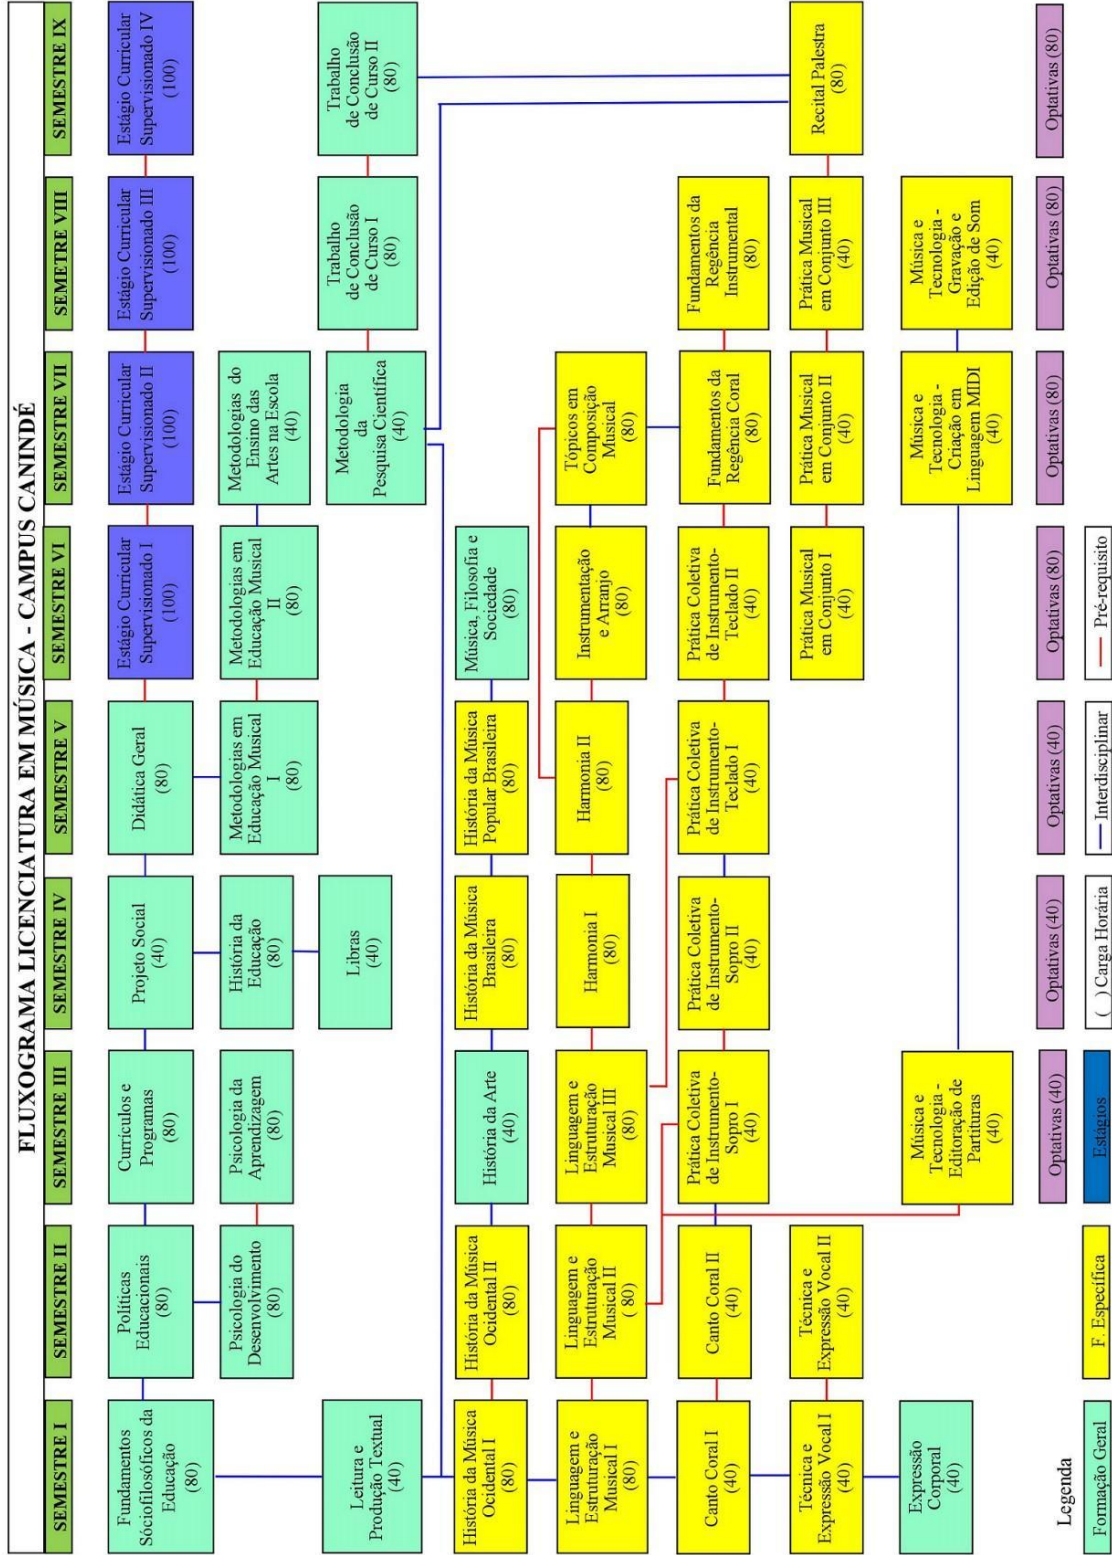 FLUXOGRAMA LICENCIATURA EM MÚSICA - CAMPUS CANINDÉ
SEMESTRE I
SEMESTRE II
SEMESTRE III
SEMESTRE IV
SEMESTRE V
SEMESTRE VI
SEMESTRE VII
SEMETRE VIII
SEMESTRE IX
Fundamentos
Sóciofilosoficos da
Educação
(80)
Políticas
Educacionais
(80)
Currículos e
Programas
(80)
Projeto Social
(40)
Didática Geral
(80)
Estágio Curricular
Supervisionado I
(100)
Estágio Curricular
Supervisionado II
(100)
Estágio Curricular
Supervisionado III
(100)
Estágio Curricular
Supervisionado IV
(100)
Psicologia do
Desenvolvimento
(80)
Psicologia da
Aprendizagem
(80)
História da
Educação
(80)
Metodologias em
Educação Musical
I
(80)
Metodologias em
Educação Musical
II
(80)
Metodologias do
Ensino das
Artes na Escola
(40)
Leitura e
Produção Textual
(40)
Libras
(40)
Metodologia
da
Pesquisa Científica
(40)
Trabalho
de Conclusão
de Curso I
(80)
Trabalho
de Conclusão
de Curso II
(80)
História da Música
Ocidental I
(80)
História da Música
Ocidental II
(80)
História da Arte
(40)
História da Música
Brasileira
(80)
História da Música
Popular Brasileira
(80)
Música, Filosofia e
Sociedade
(80)
Linguagem e
Estruturação
Musical I
(80)
Linguagem e
Estruturação
Musical II
( 80)
Linguagem e
Estruturação
Musical III
(80)
Harmonia I
(80)
Harmonia II
(80)
Instrumentação
e Arranjo
(80)
Tópicos em
Composição
Musical
(80)
Canto Coral I
(40)
Canto Coral II
(40)
Prática Coletiva
de Instrumento-
Sopro I
(40)
Prática Coletiva
de Instrumento-
Sopro II
(40)
Prática Coletiva
de Instrumento-
Teclado I
(40)
Prática Coletiva
de Instrumento-
Teclado II
(40)
Fundamentos da
Regência Coral
(80)
Fundamentos da
Regência
Instrumental
(80)
Técnica e
Expressão Vocal I
(40)
Técnica e
Expressão Vocal II
(40)
Prática Musical
em Conjunto I
(40)
Prática Musical
em Conjunto II
(40)
Prática Musical
em Conjunto III
(40)
Recital Palestra
(80)
Expressão
Corporal
(40)
Música e
Tecnologia -
Editoração de
Partituras
(40)
Música e
Tecnologia -
Criação em
Linguagem MIDI
(40)
Música e
Tecnologia -
Gravação e
Edição de Som
(40)
Optativas (40)
Optativas (40)
Optativas (40)
Optativas (80)
Optativas (80)
Optativas (80)
Optativas (80)
Legenda
Formação Geral
F. Específica
Estágios
( ) Carga Horária
Interdisciplinar
Pré-requisito